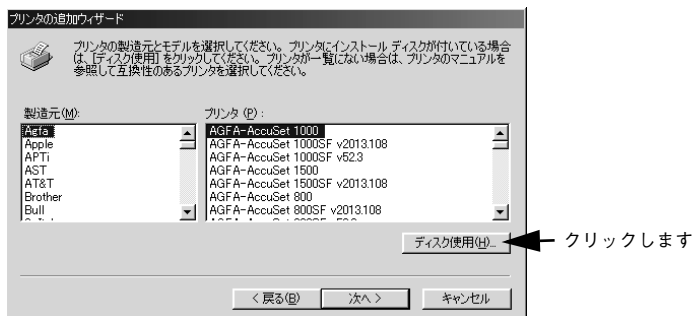 プリンタの追加ウィザード
プリンタの製造元とモデルを選択してください。プリンタにインストール ディスクが付いている場合
は、[ディスク使用] をクリックしてください。プリンタが一覧にない場合は、プリンタのマニュアルを
参照して互換性のあるプリンタを選択してください。
製造元(M):
Agfa
Apple
APTi
AST
AT&T
Brother
Bull
プリンタ (P) :
AGFA-AccuSet 1000
AGFA-AccuSet 1000SF v2013.108
AGFA-AccuSet 1000SF v52.3
AGFA-AccuSet 1500
AGFA-AccuSet 1500SF v2013.108
AGFA-AccuSet 800
AGFA-AccuSet 800SF v2013.108
ディスク使用(H)...
クリックします
< 戻る(B)
次へ >
キャンセル